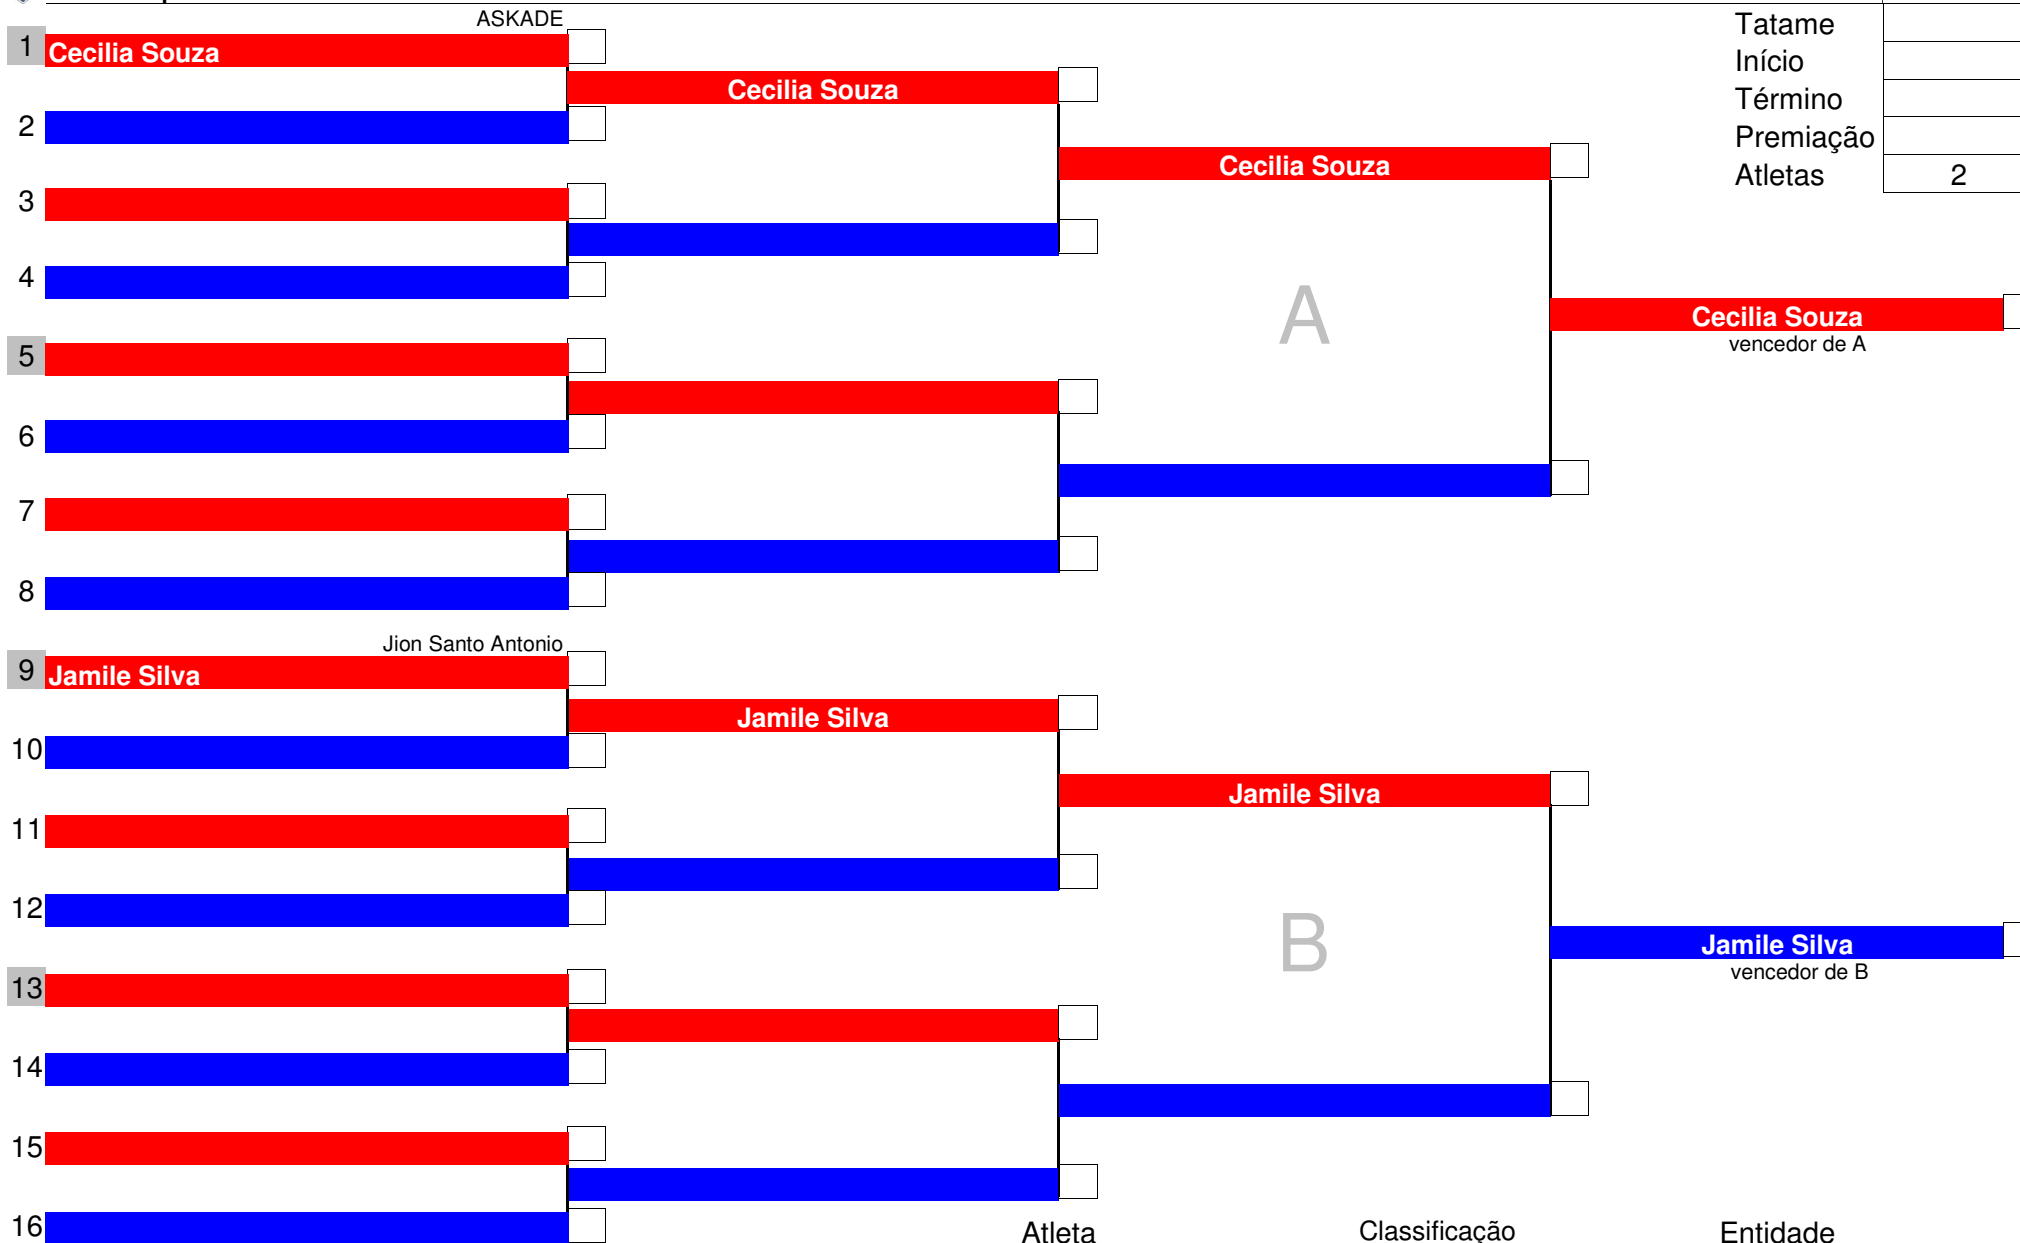 ASKADE
Tatame
1 Cecilia Souza
Início
Cecilia Souza
Término
2
Premiação
Cecilia Souza
Atletas 2
3
4
A
Cecilia Souza
vencedor de A
5
6
7
8
Jion Santo Antonio
9 Jamile Silva
Jamile Silva
10
Jamile Silva
11
12
B
Jamile Silva
vencedor de B
13
14
15
16
Atleta Classificação Entidade